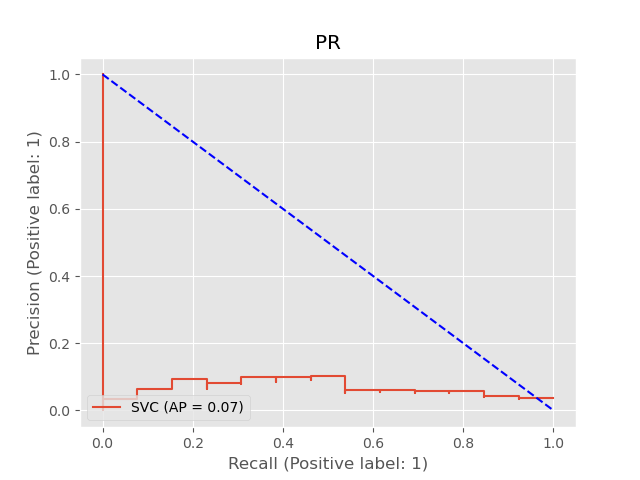 PR
Precision (Positive label: 1)
1.0
0.8
0.6
0.4
0.2
0.0
SVC (AP = 0.07)
0.0 0.2 0.4 0.6 0.8 1.0
Recall (Positive label: 1)